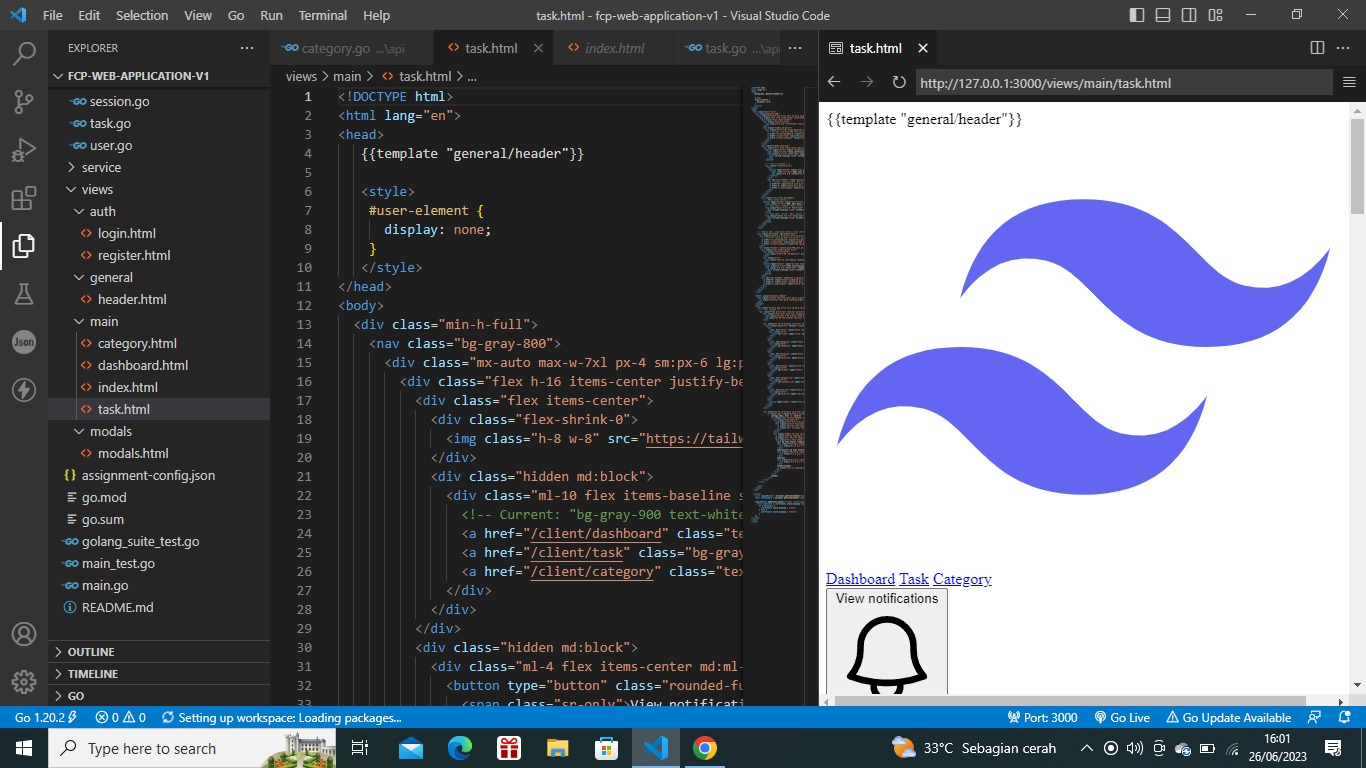 File Edit Selection View Go Run Terminal Help
task.html - fcp-web-application-v1 - Visual Studio Code
EXPLORER
FCP-WEB-APPLICATION-V1
session.go
task.go
user.go
service
views
auth
login.html
register.html
general
header.html
main
category.html
dashboard.html
index.html
task.html
modals
modals.html
assignment-config.json
go.mod
go.sum
golang_suite_test.go
main_test.go
main.go
README.md
OUTLINE
TIMELINE
GO
category.go ...\api
task.html
index.html
task.go ...\api
views > main > task.html > ...
1 <!DOCTYPE html>
2 <html lang="en">
3 <head>
4 {{template "general/header"}}
5
6 <style>
7 #user-element {
8 display: none;
9 }
10 </style>
11 </head>
12 <body>
13 <div class="min-h-full">
14 <nav class="bg-gray-800">
15 <div class="mx-auto max-w-7xl px-4 sm:px-6 lg:p
16 <div class="flex h-16 items-center justify-be
17 <div class="flex items-center">
18 <div class="flex-shrink-0">
19 <img class="h-8 w-8" src="https://tailw
20 </div>
21 <div class="hidden md:block">
22 <div class="ml-10 flex items-baseline s
23 <!-- Current: "bg-gray-900 text-white
24 <a href="/client/dashboard" class="te
25 <a href="/client/task" class="bg-gray
26 <a href="/client/category" class="tex
27 </div>
28 </div>
29 </div>
30 <div class="hidden md:block">
31 <div class="ml-4 flex items-center md:ml-
32 <button type="button" class="rounded-fu
33 <span class="sr-only">View notificati
task.html
http://127.0.0.1:3000/views/main/task.html
{{template "general/header"}}
Dashboard Task Category
View notifications
Json
Go 1.20.2 0 0 Setting up workspace: Loading packages...
Port: 3000 Go Live Go Update Available
Type here to search
33°C Sebagian cerah
16:01
26/06/2023